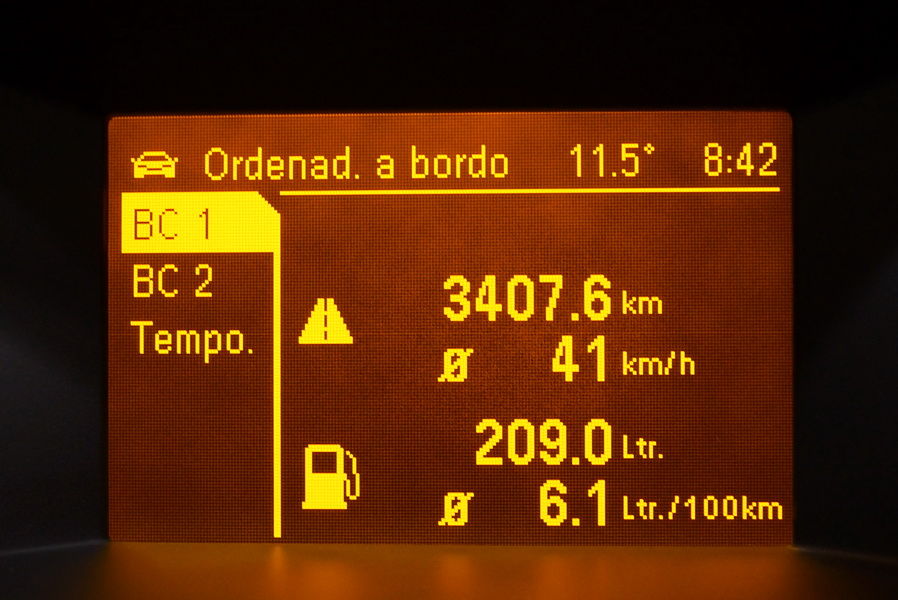 Ordenad. a bordo 11.5° 8:42
BC 1
BC 2
Tempo.
3407.6 km
Ø 41 km/h
209.0 Ltr.
Ø 6.1 Ltr./100km